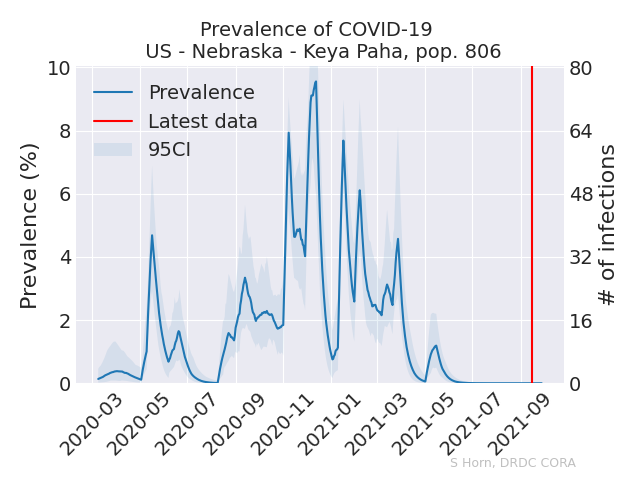 Prevalence of COVID-19
US - Nebraska - Keya Paha, pop. 806
Prevalence
Latest data
95CI
Prevalence (%)
10
8
6
4
2
0
80
64
48
32
16
0
# of infections
2020-03
2020-05
2020-07
2020-09
2020-11
2021-01
2021-03
2021-05
2021-07
2021-09
S Horn, DRDC CORA